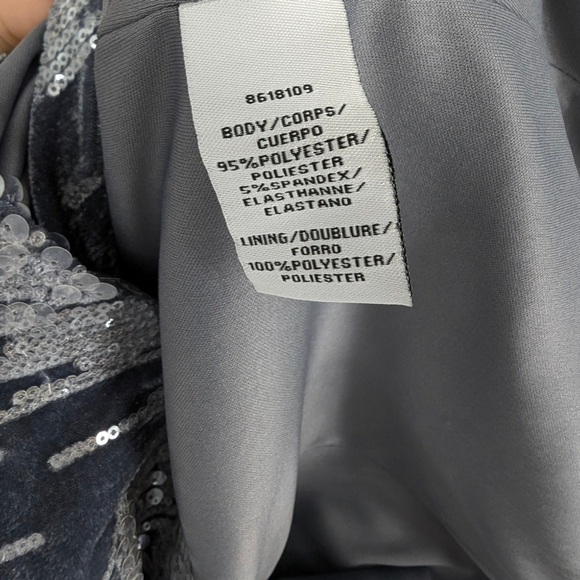 8618109
BODY/CORPS/
CUERPO
95%POLYESTER/
POLIESTER
5%SPANDEX/
ELASTHANNE/
ELASTANO
LINING/DOUBLURE/
FORRO
100%POLYESTER/
POLIESTER